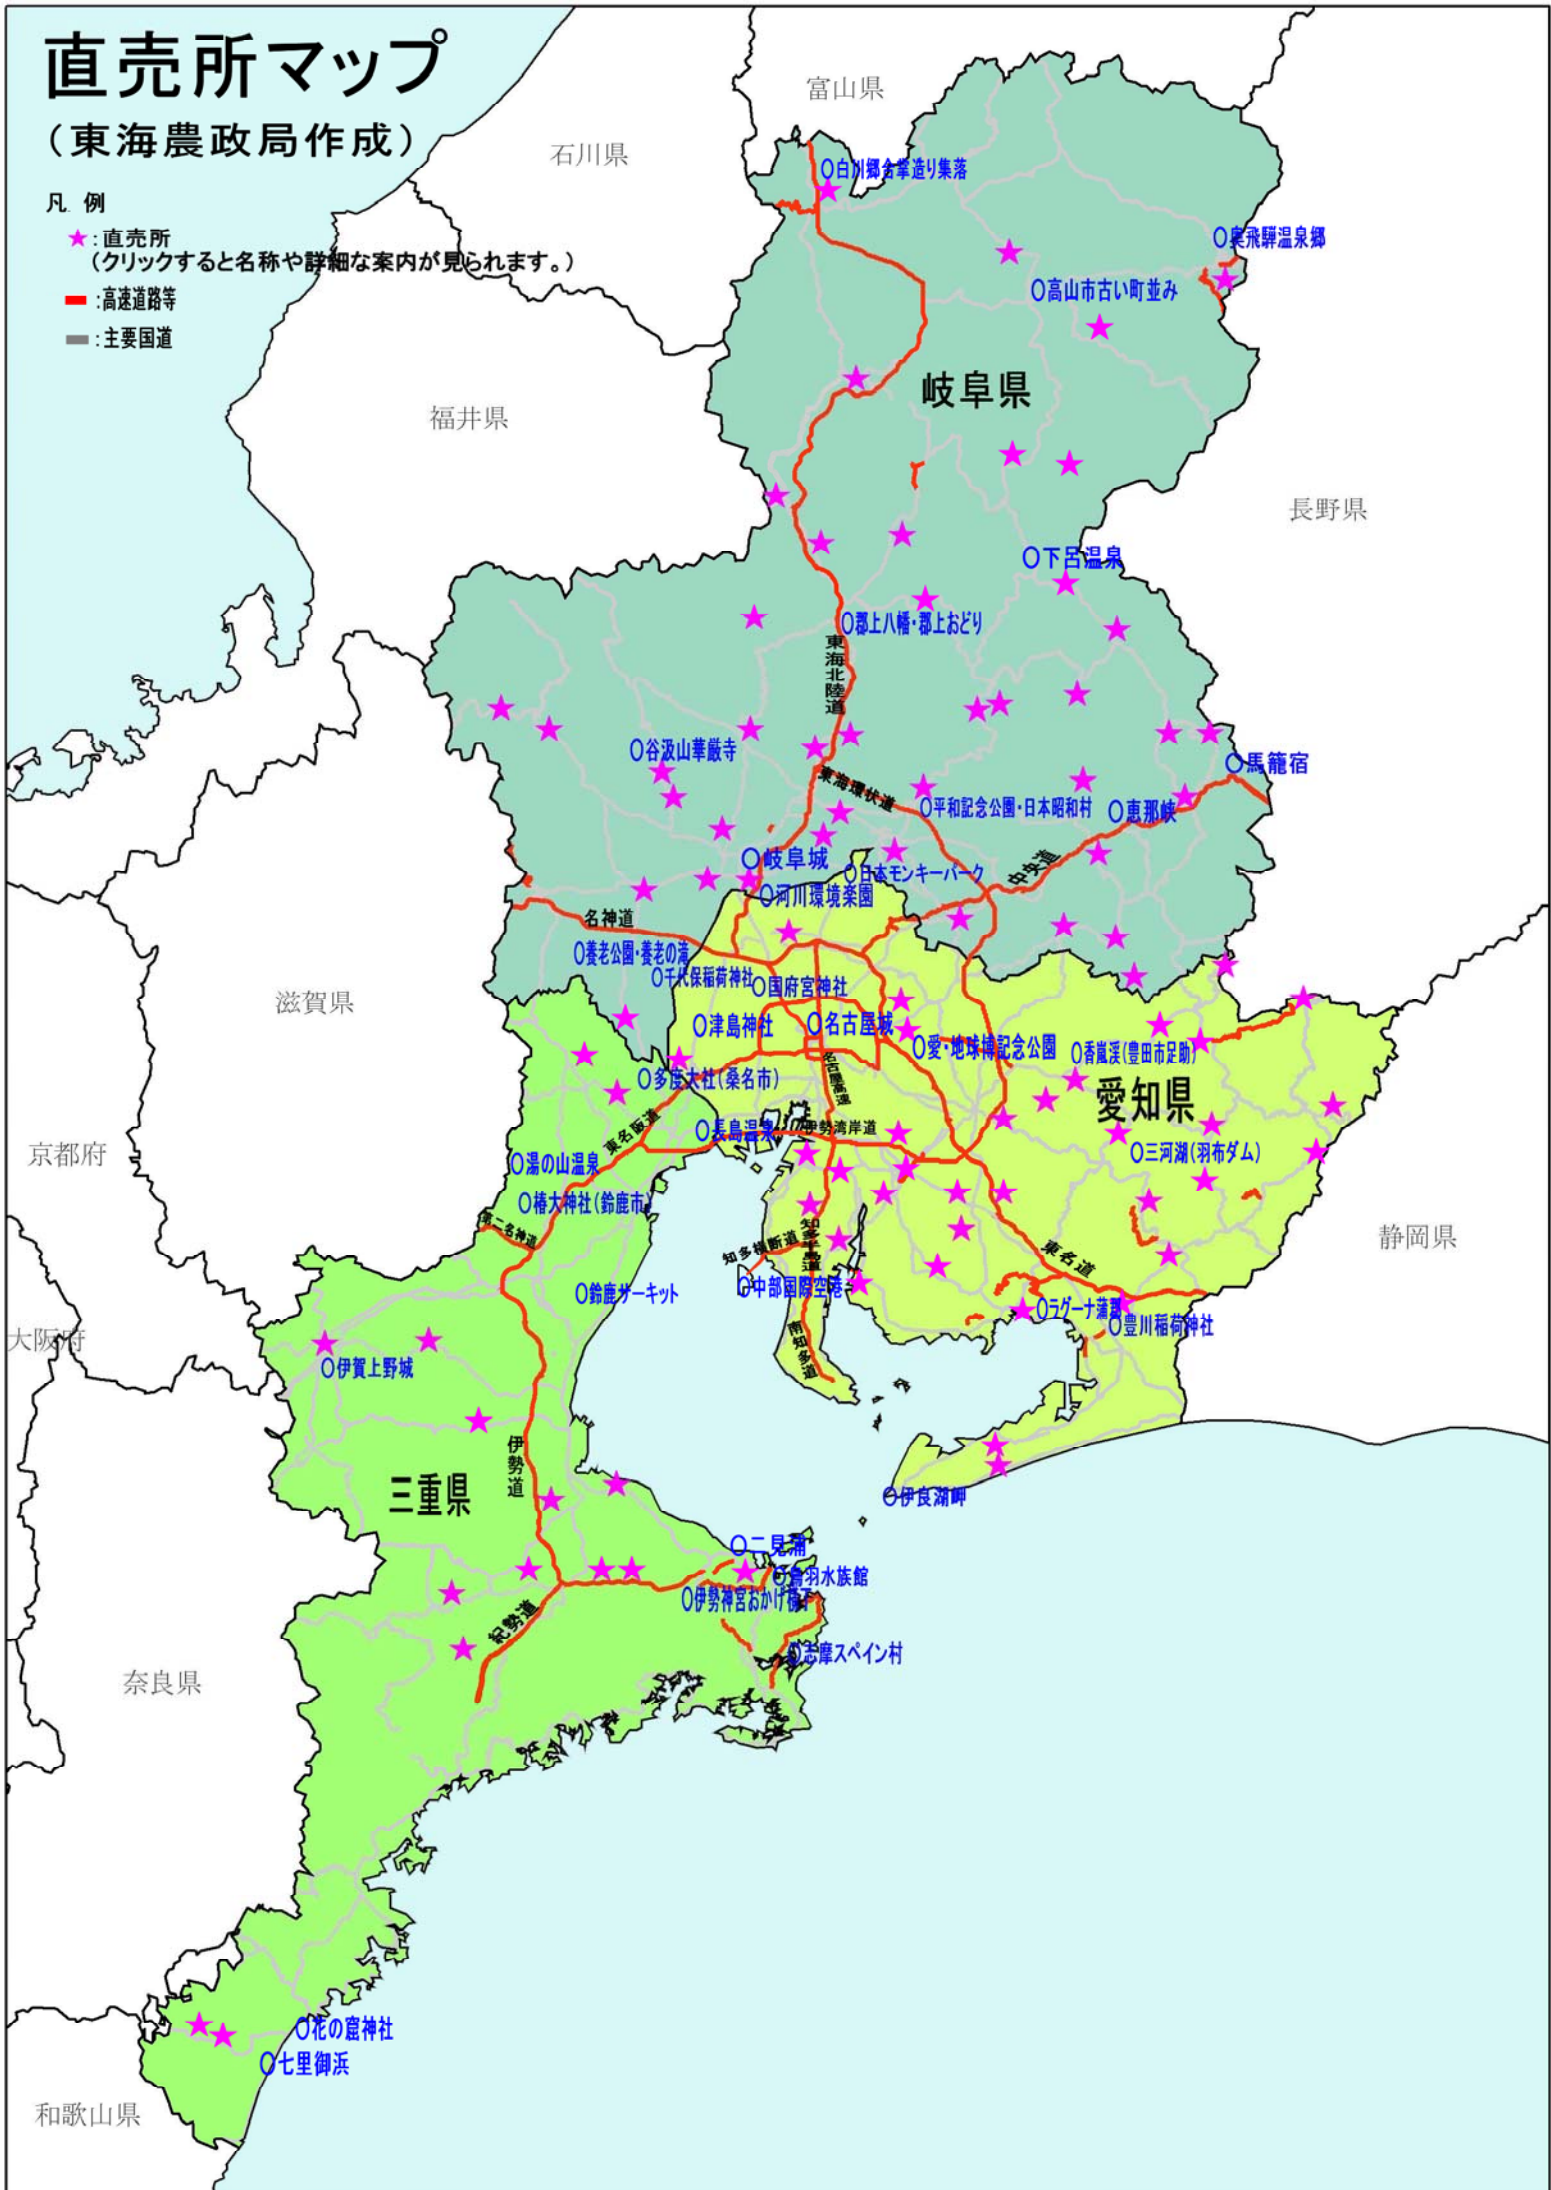 直売所マップ
（東海農政局作成）
凡 例
★：直売所
（クリックすると名称や詳細な案内が見られます。）
：高速道路等
：主要国道
富山県
石川県
○白川郷合掌造り集落
○奥飛騨温泉郷
○高山市古い町並み
岐阜県
福井県
長野県
○下呂温泉
○郡上八幡・郡上おどり
東海北陸道
○谷汲山華厳寺
○馬籠宿
東海環状道
○平和記念公園・日本昭和村
○恵那峡
○岐阜城
○日本モンキーパーク
中央道
○河川環境楽園
名神道
○養老公園・養老の滝
○千代保稲荷神社
○国府宮神社
滋賀県
○津島神社
○名古屋城
○愛・地球博記念公園
○香嵐渓（豊田市足助）
名古屋高速
○多度大社（桑名市）
愛知県
東名阪道
○長島温泉
伊勢湾岸道
京都府
○三河湖（羽布ダム）
○湯の山温泉
○椿大神社（鈴鹿市）
第二名神道
知多横断道
知多半島道
東名道
静岡県
○鈴鹿サーキット
○中部国際空港
○ラグーナ蒲郡
○豊川稲荷神社
大阪府
南知多道
○伊賀上野城
伊勢道
三重県
○伊良湖岬
○二見浦
○鳥羽水族館
○伊勢神宮おかげ横丁
紀勢道
○志摩スペイン村
奈良県
○花の窟神社
○七里御浜
和歌山県